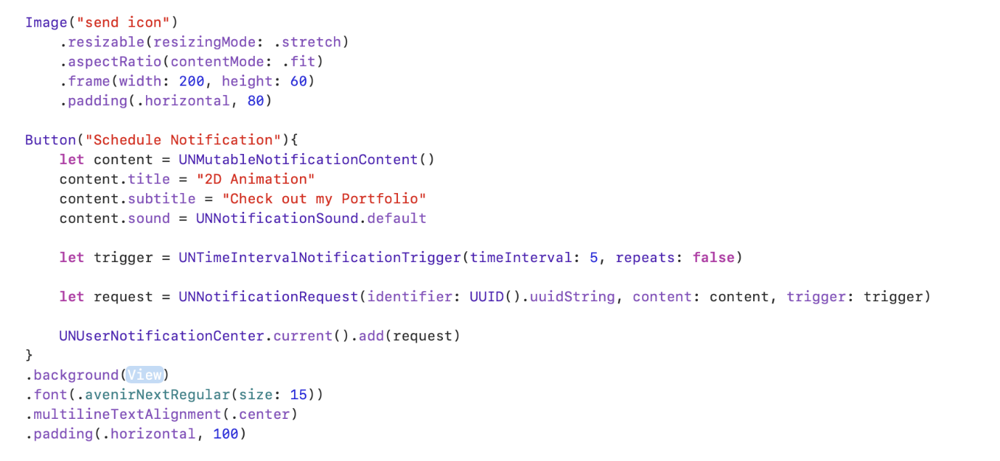 Image("send icon")
.resizable(resizingMode: .stretch)
.aspectRatio(contentMode: .fit)
.frame(width: 200, height: 60)
.padding(.horizontal, 80)
Button("Schedule Notification"){
let content = UNMutableNotificationContent()
content.title = "2D Animation"
content.subtitle = "Check out my Portfolio"
content.sound = UNNotificationSound.default
let trigger = UNTimeIntervalNotificationTrigger(timeInterval: 5, repeats: false)
let request = UNNotificationRequest(identifier: UUID().uuidString, content: content, trigger: trigger)
UNUserNotificationCenter.current().add(request)
}
.background(View)
.font(.avenirNextRegular(size: 15))
.multilineTextAlignment(.center)
.padding(.horizontal, 100)